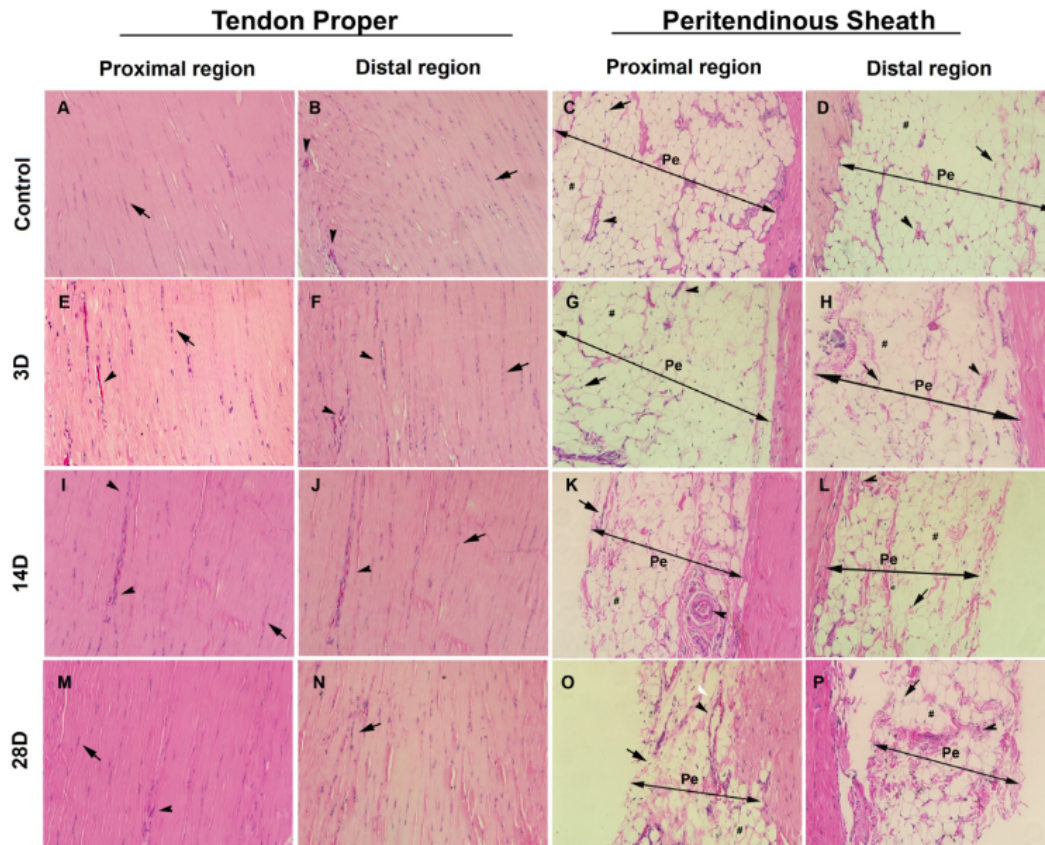 Tendon Proper Peritendinous Sheath
Proximal region Distal region Proximal region Distal region
Control
A B C D
# Pe # Pe
3D
E F G H
# Pe # Pe
14D
I J K L
# Pe # Pe
*
28D
M N O P
# Pe # Pe